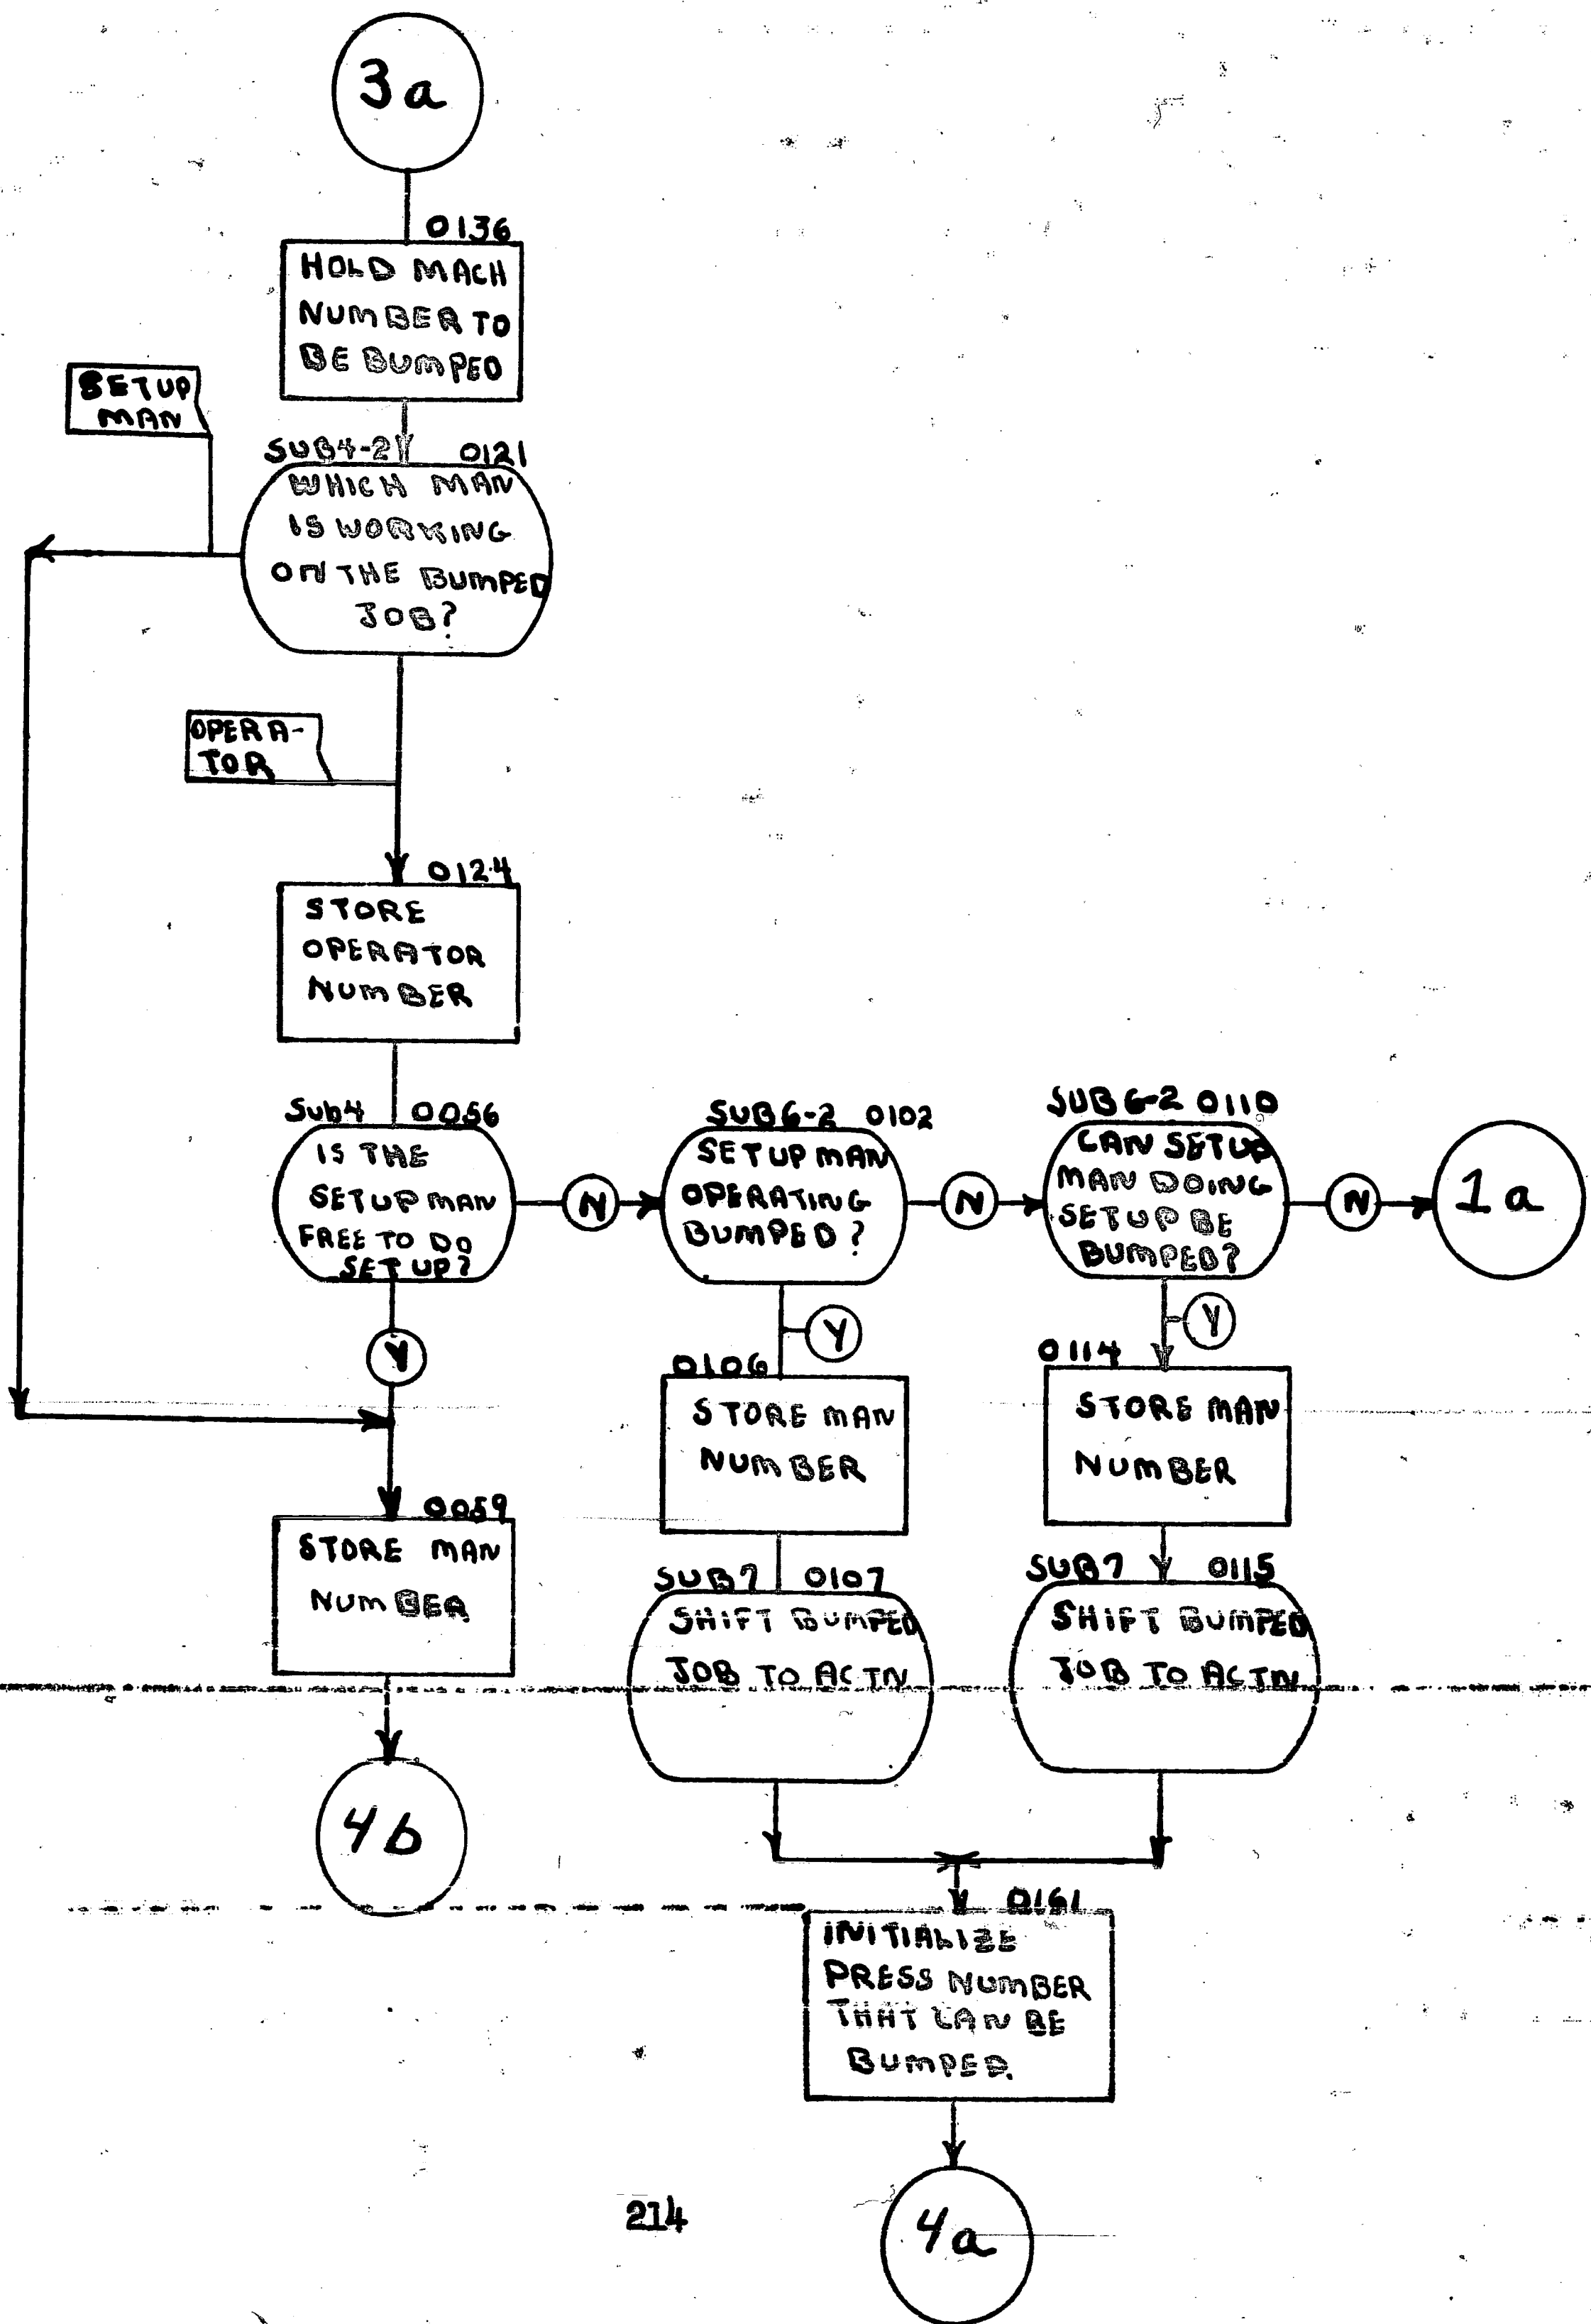 3a
0136
HOLD MACH
NUMBER TO
BE BUMPED
SETUP
MAN
SUB4-2 0121
WHICH MAN
IS WORKING
ON THE BUMPED
JOB?
OPERA-
TOR
0124
STORE
OPERATOR
NUMBER
Sub4 0056
IS THE
SETUP MAN
FREE TO DO
SETUP?
N
SUB6-2 0102
SETUP MAN
OPERATING
BUMPED?
N
SUB6-2 0110
CAN SETUP
MAN DOING
SETUP BE
BUMPED?
N
1a
Y
Y
Y
0106
STORE MAN
NUMBER
0114
STORE MAN
NUMBER
0059
STORE MAN
NUMBER
SUB7 0107
SHIFT BUMPED
JOB TO ACTN
SUB7 0115
SHIFT BUMPED
JOB TO ACTN
4b
0161
INITIALIZE
PRESS NUMBER
THAT CAN BE
BUMPED.
4a
214